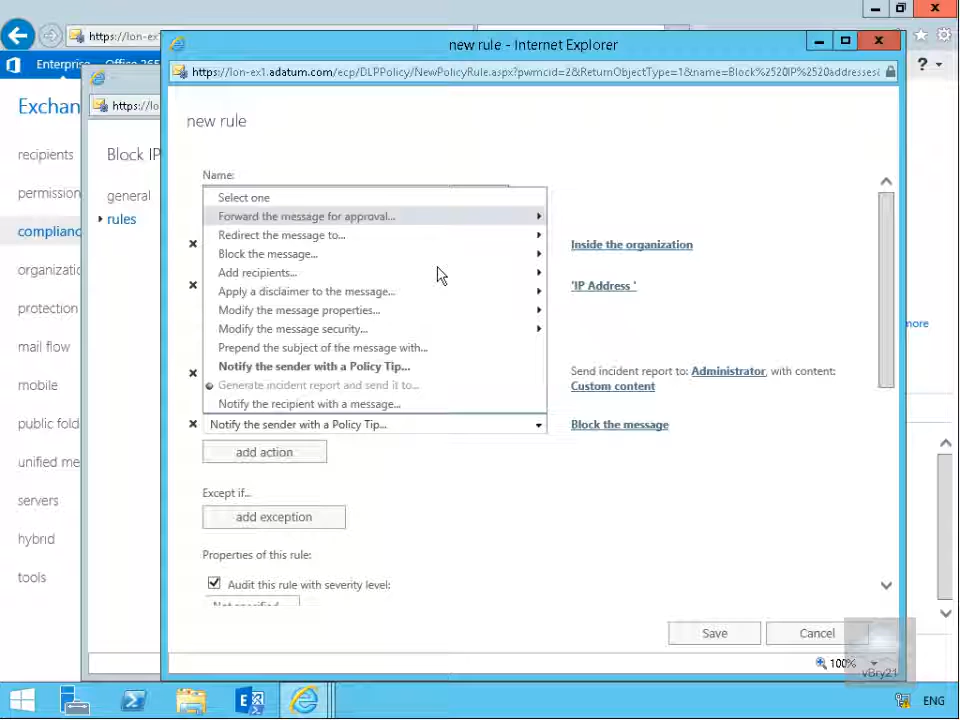 new rule - Internet Explorer
https://lon-ex
https://lon-ex1.adatum.com/ecp/DLPPolicy/NewPolicyRule.aspx?pwmcid=2&ReturnObjectType=1&name=Block%2520IP%2520addresses&
Enterprise Office 365
?
https://lo
Exchan
new rule
recipients
permission
complianc
organizatio
protection
mail flow
mobile
public fold
unified me
servers
hybrid
tools
Block IP
general
rules
Name:
Select one
Forward the message for approval...
Redirect the message to...
Block the message...
Add recipients...
Apply a disclaimer to the message...
Modify the message properties...
Modify the message security...
Prepend the subject of the message with...
Notify the sender with a Policy Tip...
Generate incident report and send it to...
Notify the recipient with a message...
Notify the sender with a Policy Tip...
Inside the organization
'IP Address '
Send incident report to: Administrator, with content:
Custom content
Block the message
add action
Except if...
add exception
Properties of this rule:
Audit this rule with severity level:
Not specified
more
Save
Cancel
100%
vBry21
ENG